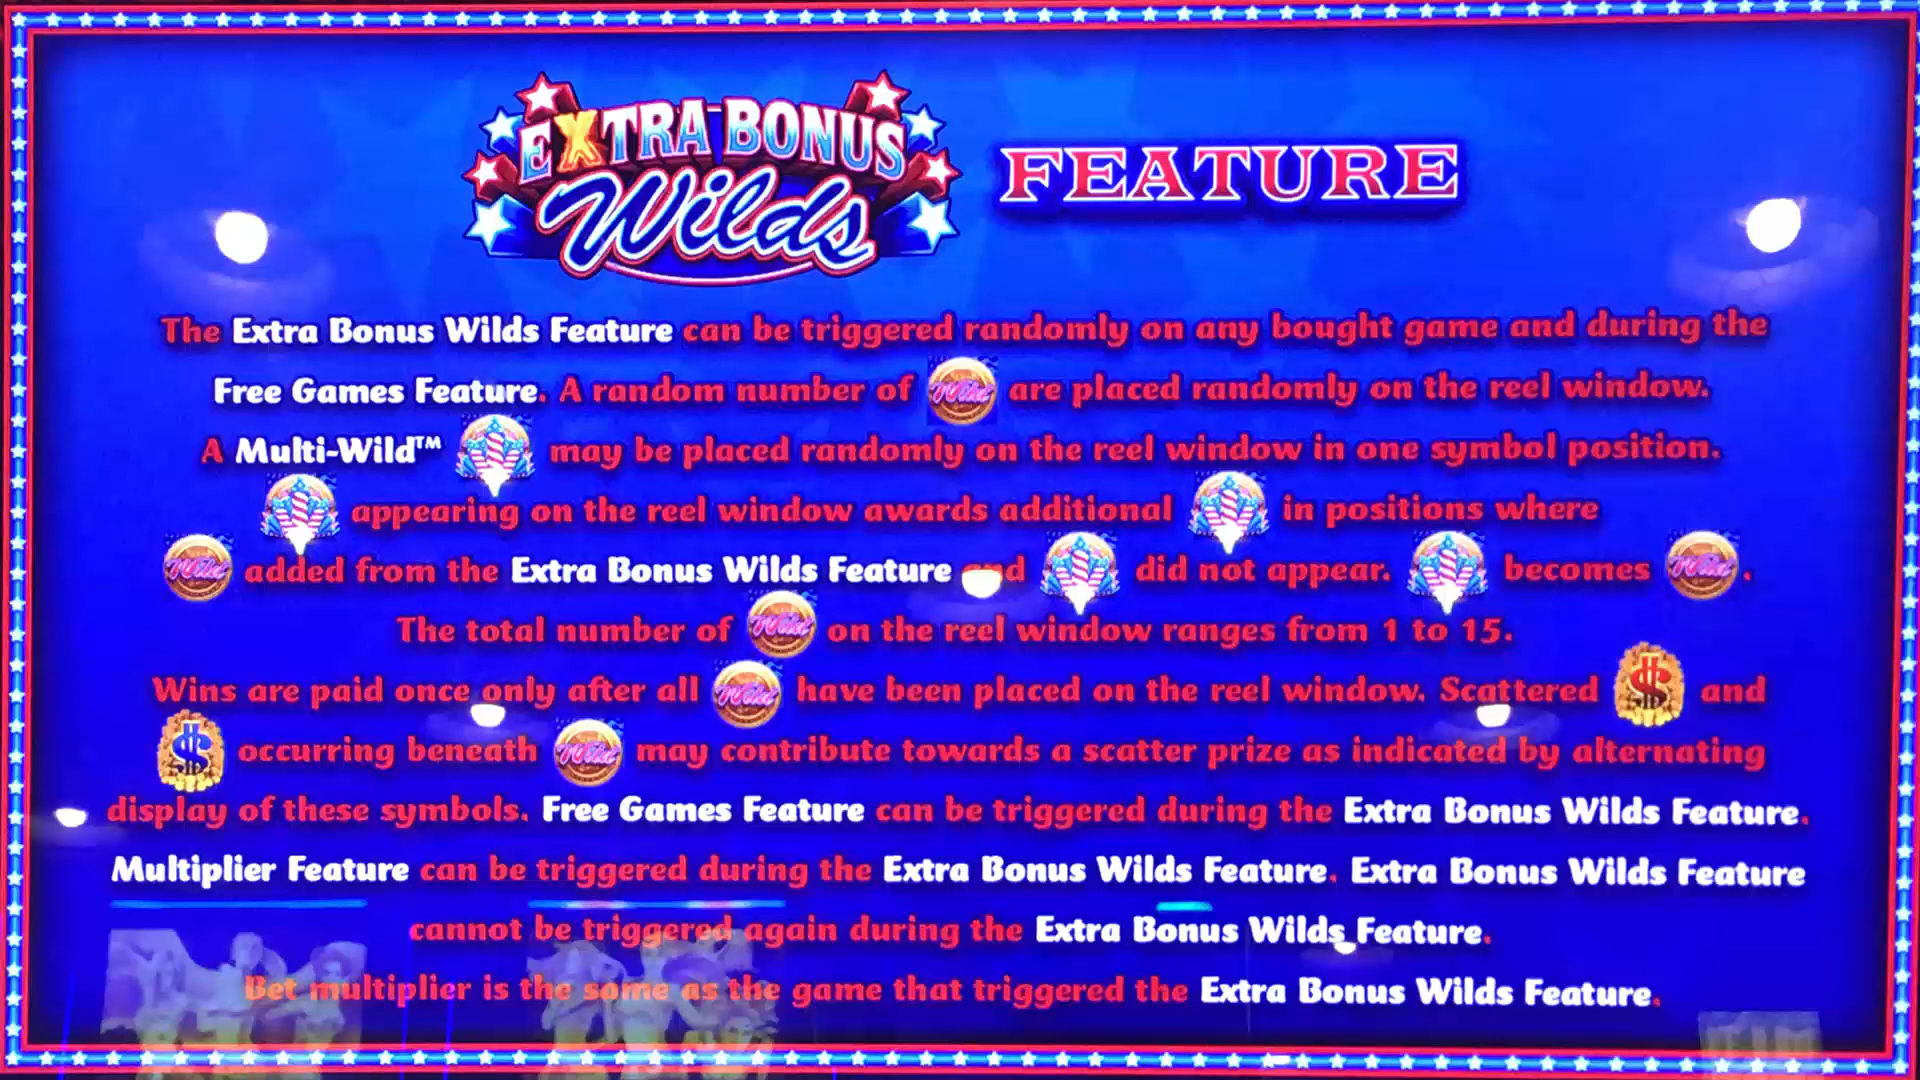 EXTRA BONUS
Wilds
FEATURE
The Extra Bonus Wilds Feature can be triggered randomly on any bought game and during the
Free Games Feature. A random number of Wild are placed randomly on the reel window.
A Multi-Wild™ may be placed randomly on the reel window in one symbol position.
appearing on the reel window awards additional in positions where
Wild added from the Extra Bonus Wilds Feature and did not appear. becomes Wild.
The total number of Wild on the reel window ranges from 1 to 15.
Wins are paid once only after all Wild have been placed on the reel window. Scattered $ and
$ occurring beneath Wild may contribute towards a scatter prize as indicated by alternating
display of these symbols. Free Games Feature can be triggered during the Extra Bonus Wilds Feature.
Multiplier Feature can be triggered during the Extra Bonus Wilds Feature. Extra Bonus Wilds Feature
cannot be triggered again during the Extra Bonus Wilds Feature.
Bet multiplier is the same as the game that triggered the Extra Bonus Wilds Feature.